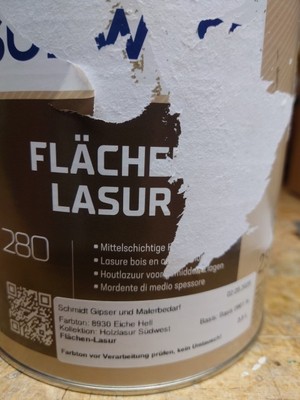 FLÄCHE
LASUR
280
▪ Mittelschichtige
▪ Lasure bois en
▪ Houtlazuur voor
▪ Mordente di medio spessore
Schmidt Gipser und Malerbedarf
Farbton: 8930 Eiche Hell
Kollektion: Holzlasur Südwest
Flächen-Lasur
Farbton vor Verarbeitung prüfen, kein Umtausch!